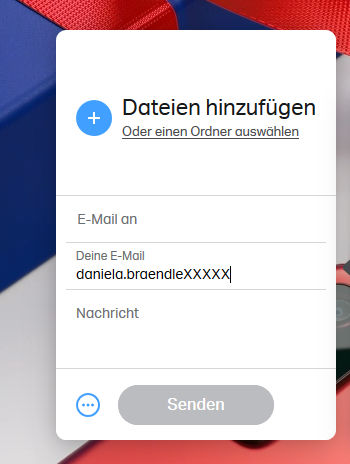 Dateien hinzufügen
Oder einen Ordner auswählen
E-Mail an
Deine E-Mail
daniela.braendleXXXXX
Nachricht
Senden